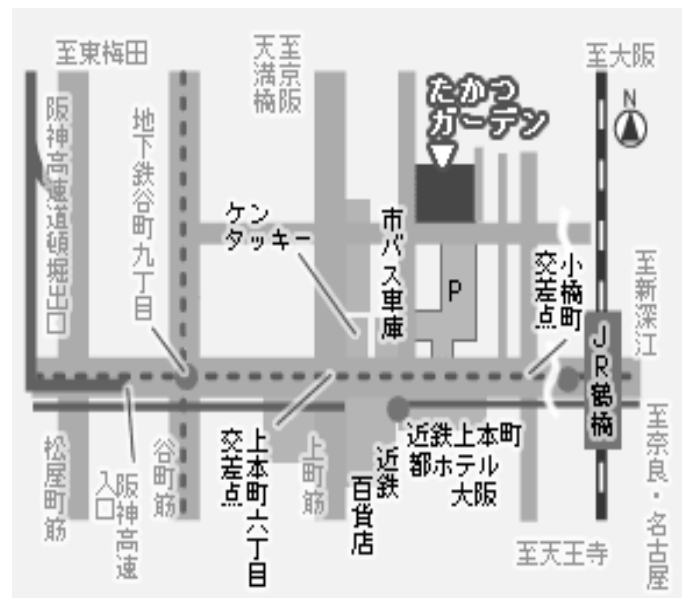 至東梅田
至京阪
天満橋
至大阪
たかつ
ガーデン
N
阪神高速道頓堀出口
地下鉄谷町九丁目
ケン
タッキー
市バス車庫
P
小橋町
交差点
至新深江
JR鶴橋
松屋町筋
阪神高速
入口
谷町筋
上本町六丁目
交差点
上町筋
近鉄
百貨店
近鉄上本町
都ホテル
大阪
至天王寺
至奈良・名古屋